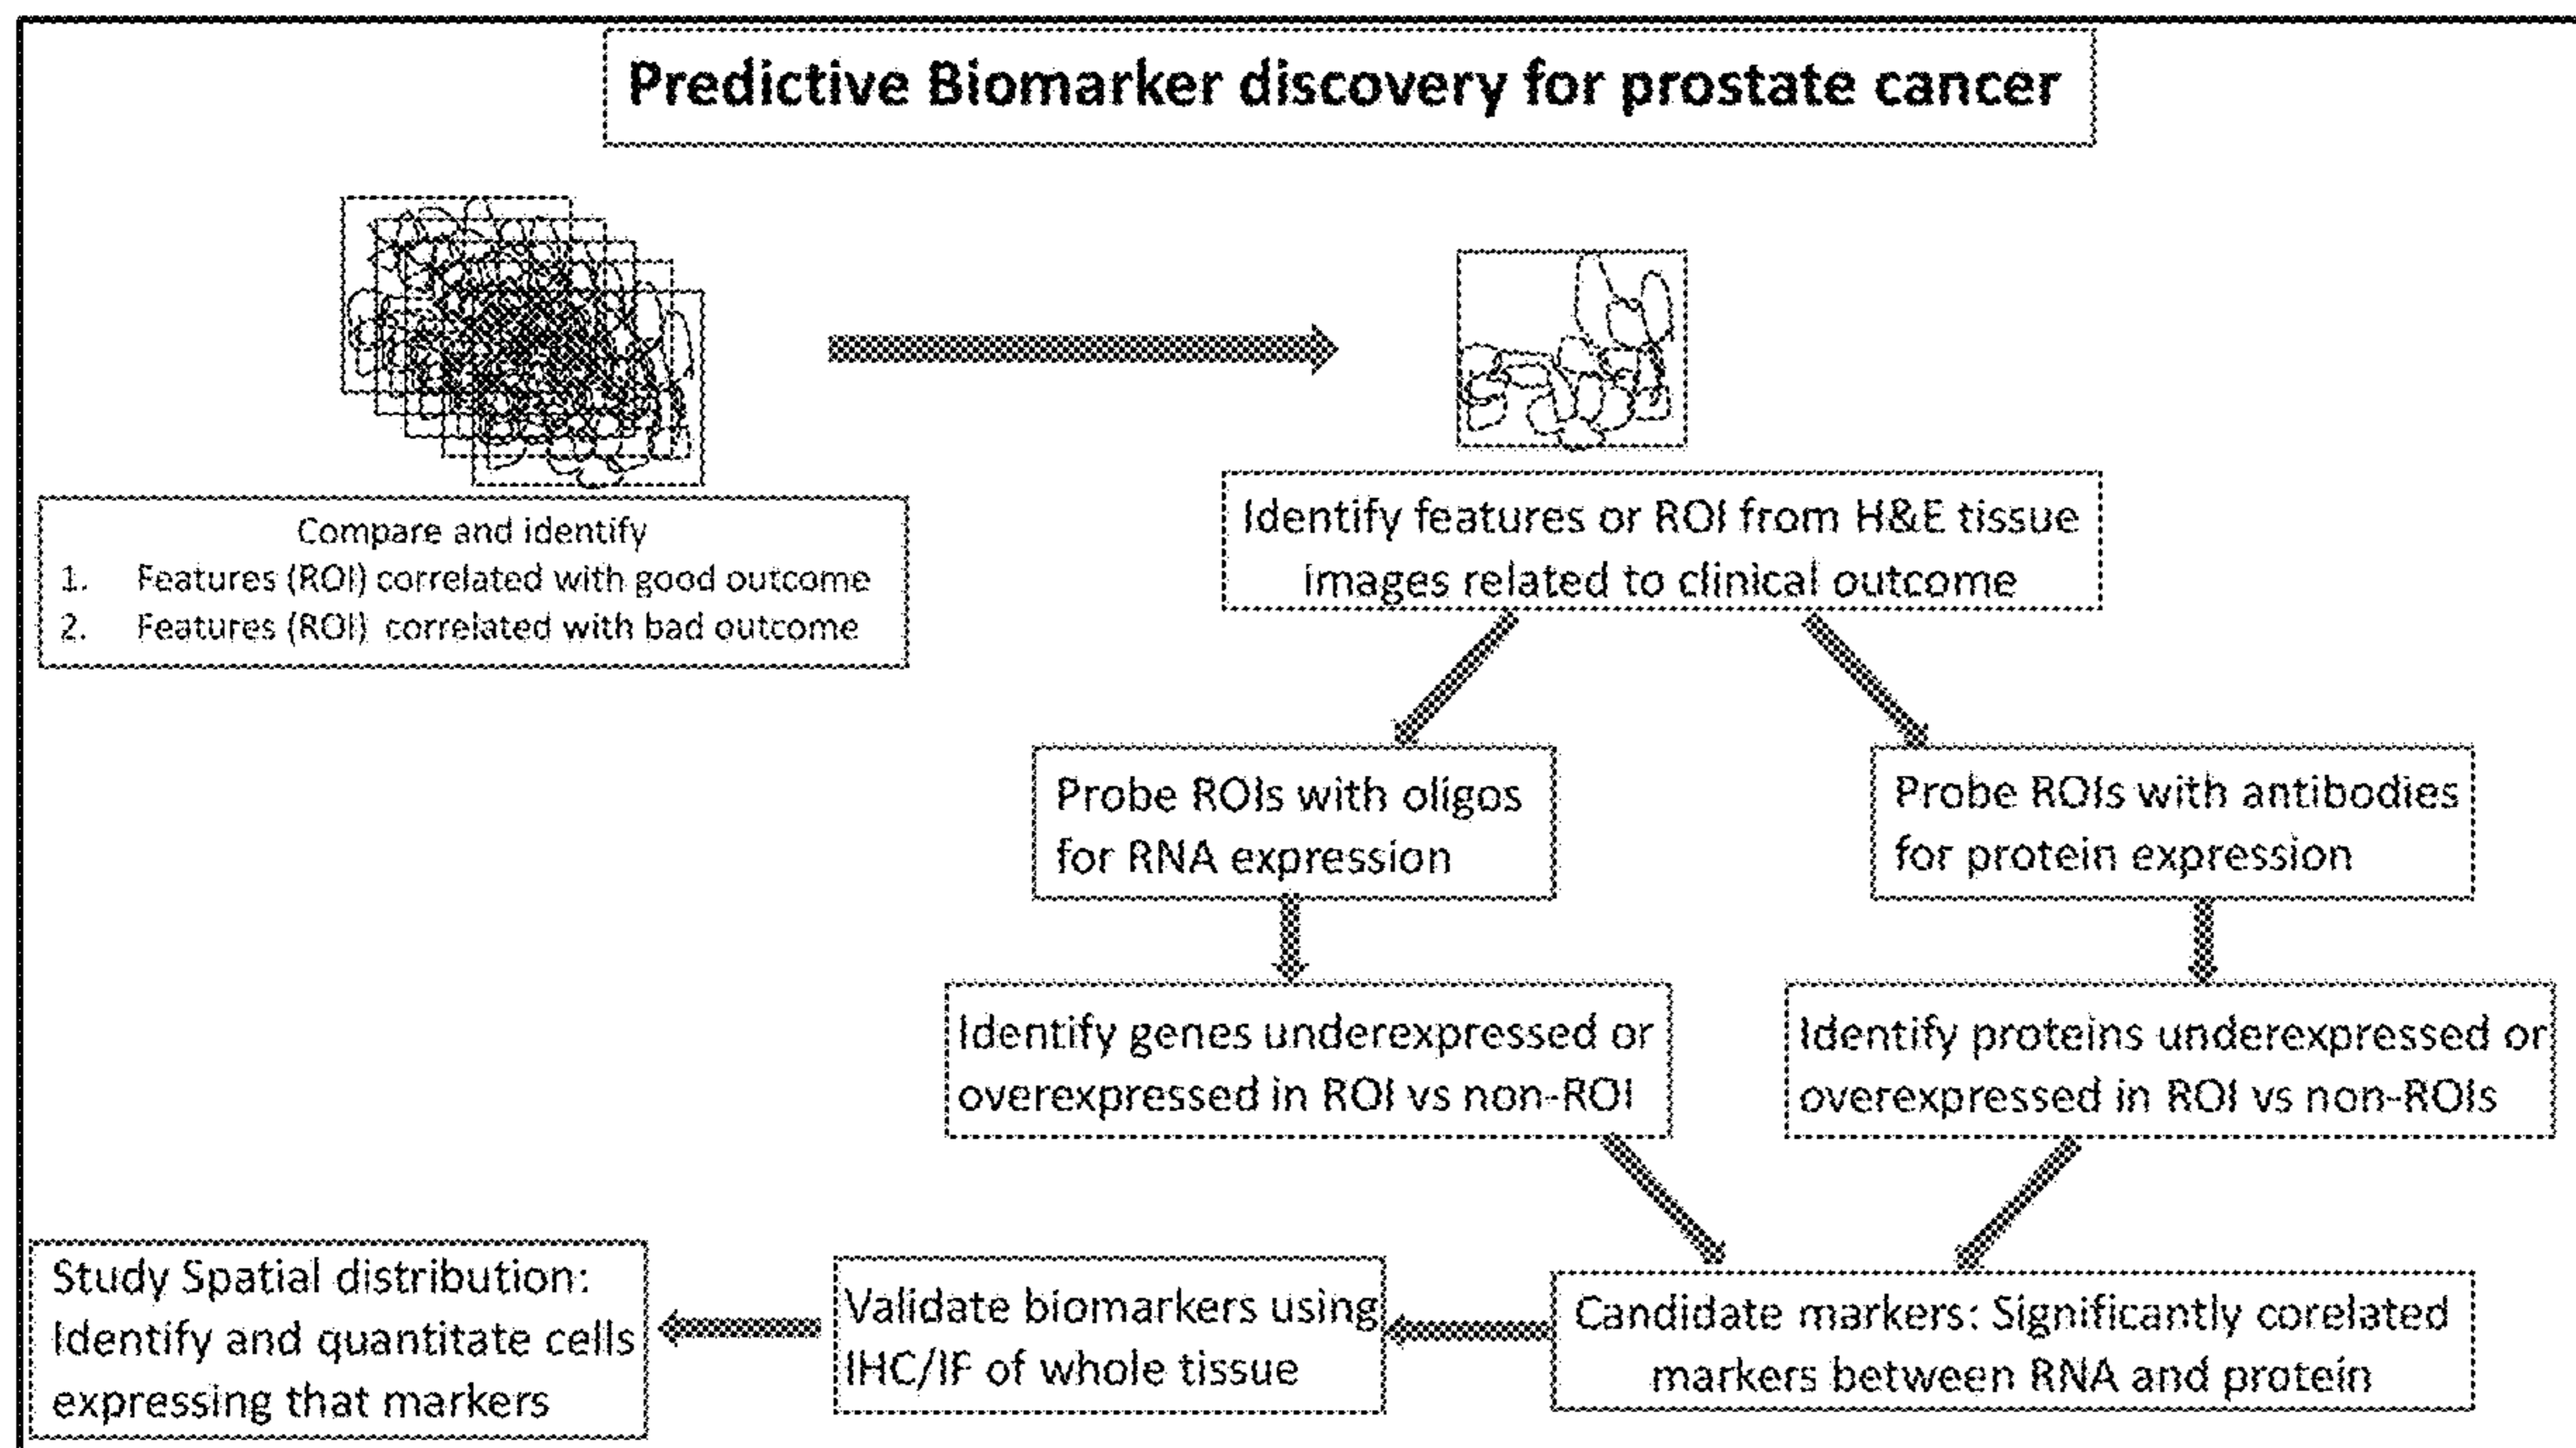 Predictive Biomarker discovery for prostate cancer
Compare and identify
1. Features (ROI) correlated with good outcome
2. Features (ROI) correlated with bad outcome
Identify features or ROI from H&E tissue
images related to clinical outcome
Probe ROIs with oligos
for RNA expression
Probe ROIs with antibodies
for protein expression
Identify genes underexpressed or
overexpressed in ROI vs non-ROI
Identify proteins underexpressed or
overexpressed in ROI vs non-ROIs
Candidate markers: Significantly corelated
markers between RNA and protein
Validate biomarkers using
IHC/IF of whole tissue
Study Spatial distribution:
Identify and quantitate cells
expressing that markers